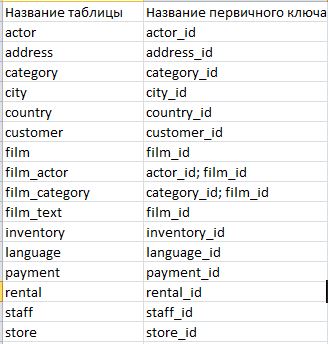 Название таблицы Название первичного ключа
actor actor_id
address address_id
category category_id
city city_id
country country_id
customer customer_id
film film_id
film_actor actor_id; film_id
film_category category_id; film_id
film_text film_id
inventory inventory_id
language language_id
payment payment_id
rental rental_id
staff staff_id
store store_id